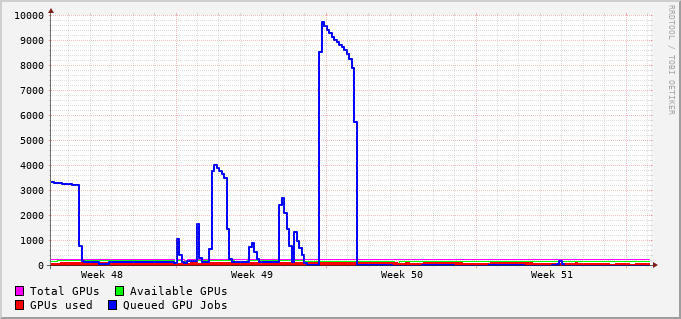 10000
9000
8000
7000
6000
5000
4000
3000
2000
1000
0
Week 48 Week 49 Week 50 Week 51
Total GPUs Available GPUs
GPUs used Queued GPU Jobs
RRDTOOL / TOBI OETIKER